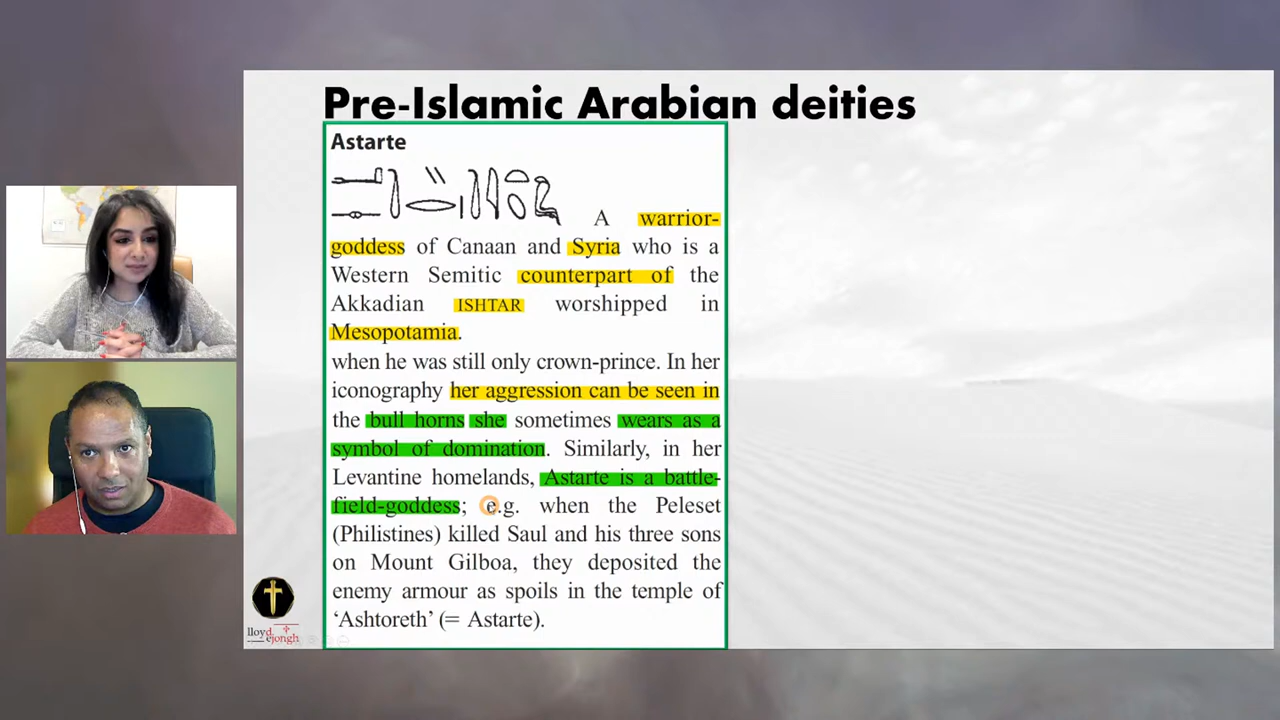 Pre-Islamic Arabian deities
Astarte
A warrior-
goddess of Canaan and Syria who is a
Western Semitic counterpart of the
Akkadian ISHTAR worshipped in
Mesopotamia.
when he was still only crown-prince. In her
iconography her aggression can be seen in
the bull horns she sometimes wears as a
symbol of domination. Similarly, in her
Levantine homelands, Astarte is a battle-
field-goddess; e.g. when the Peleset
(Philistines) killed Saul and his three sons
on Mount Gilboa, they deposited the
enemy armour as spoils in the temple of
‘Ashtoreth’ (= Astarte).
lloyd
ejongh